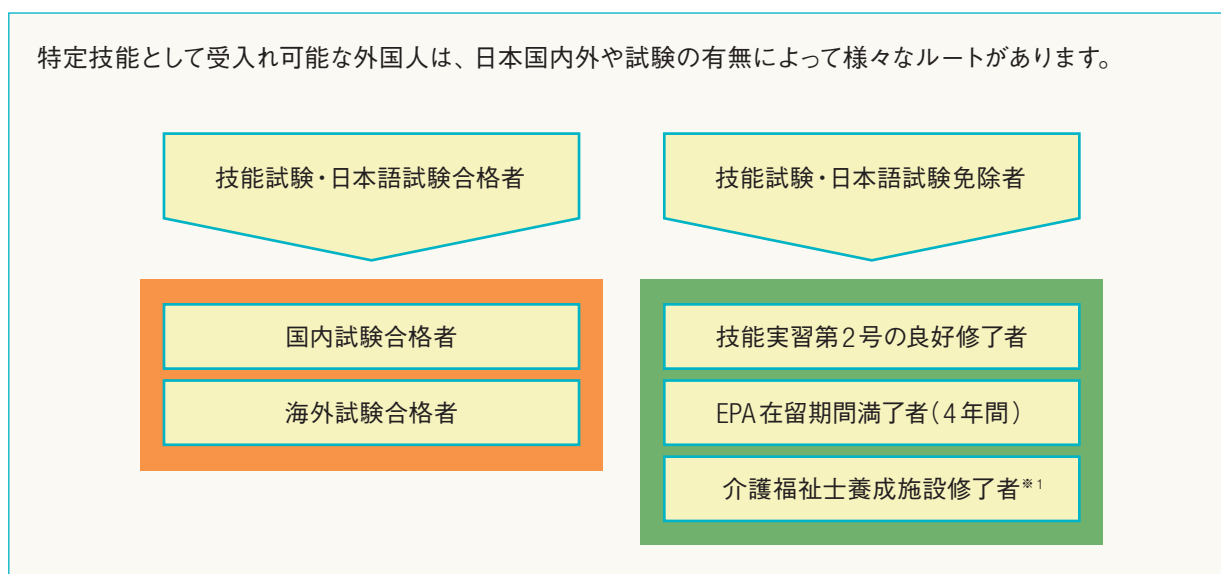 特定技能として受入れ可能な外国人は、日本国内外や試験の有無によって様々なルートがあります。
技能試験・日本語試験合格者
国内試験合格者
海外試験合格者
技能試験・日本語試験免除者
技能実習第2号の良好修了者
EPA在留期間満了者(4年間)
介護福祉士養成施設修了者※1